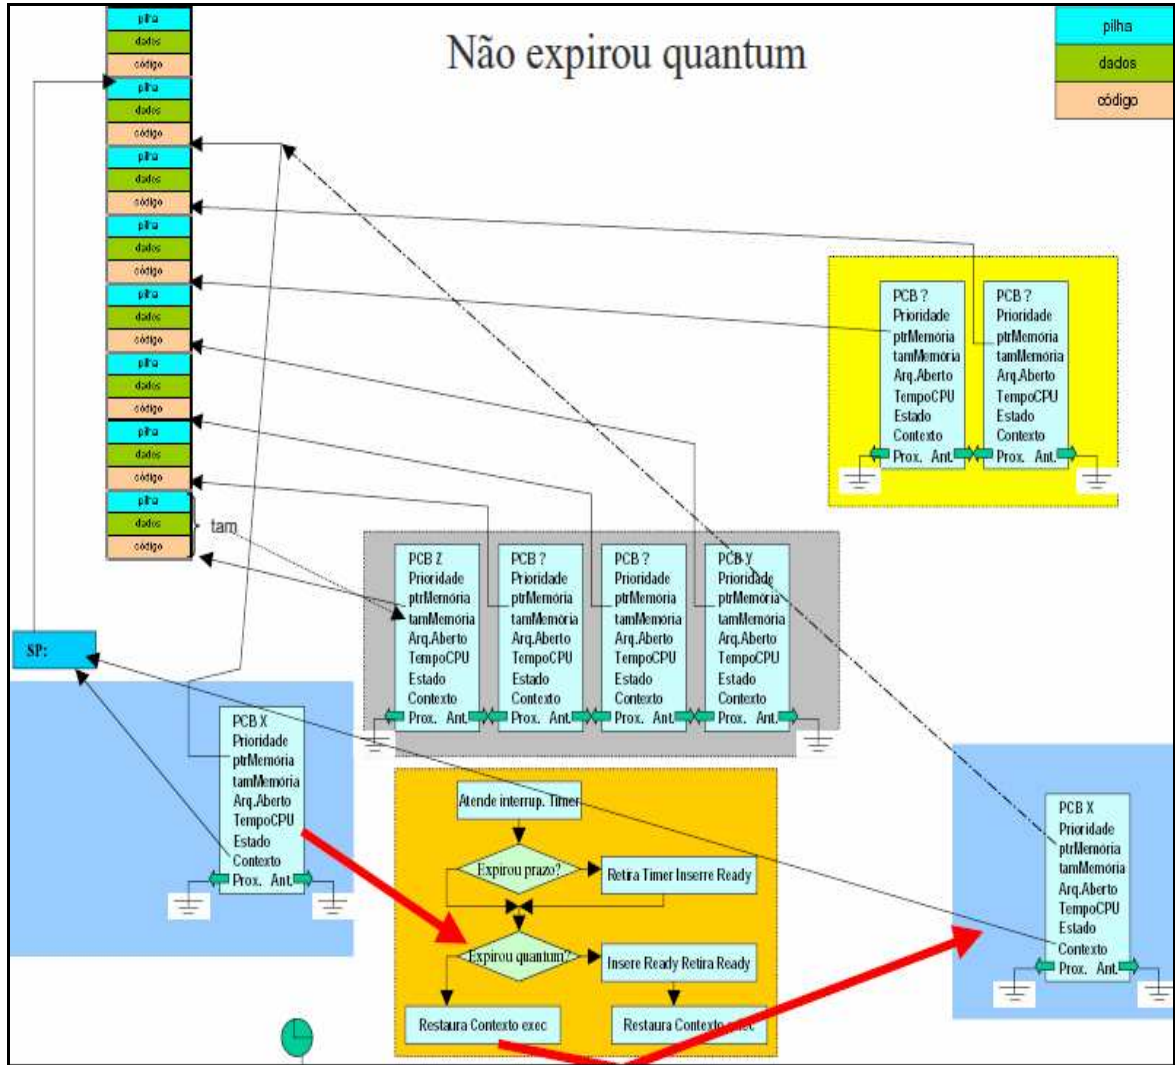 Não expirou quantum
pilha
dados
código
pilha
dados
código
pilha
dados
código
pilha
dados
código
pilha
dados
código
pilha
dados
código
pilha
dados
código
pilha
dados
código
pilha
dados
código
tam
PCB ?
Prioridade
ptrMemória
tamMemória
Arq.Aberto
TempoCPU
Estado
Contexto
Prox. Ant.
PCB ?
Prioridade
ptrMemória
tamMemória
Arq.Aberto
TempoCPU
Estado
Contexto
Prox. Ant.
PCB Z
Prioridade
ptrMemória
tamMemória
Arq.Aberto
TempoCPU
Estado
Contexto
Prox. Ant.
PCB ?
Prioridade
ptrMemória
tamMemória
Arq.Aberto
TempoCPU
Estado
Contexto
Prox. Ant.
PCB ?
Prioridade
ptrMemória
tamMemória
Arq.Aberto
TempoCPU
Estado
Contexto
Prox. Ant.
PCB Y
Prioridade
ptrMemória
tamMemória
Arq.Aberto
TempoCPU
Estado
Contexto
Prox. Ant.
SP:
PCB X
Prioridade
ptrMemória
tamMemória
Arq.Aberto
TempoCPU
Estado
Contexto
Prox. Ant.
Atende interrup. Timer
Expirou prazo?
Retira Timer Inserre Ready
Expirou quantum?
Insere Ready Retira Ready
Restaura Contexto exec
Restaura Contexto exec
PCB X
Prioridade
ptrMemória
tamMemória
Arq.Aberto
TempoCPU
Estado
Contexto
Prox. Ant.